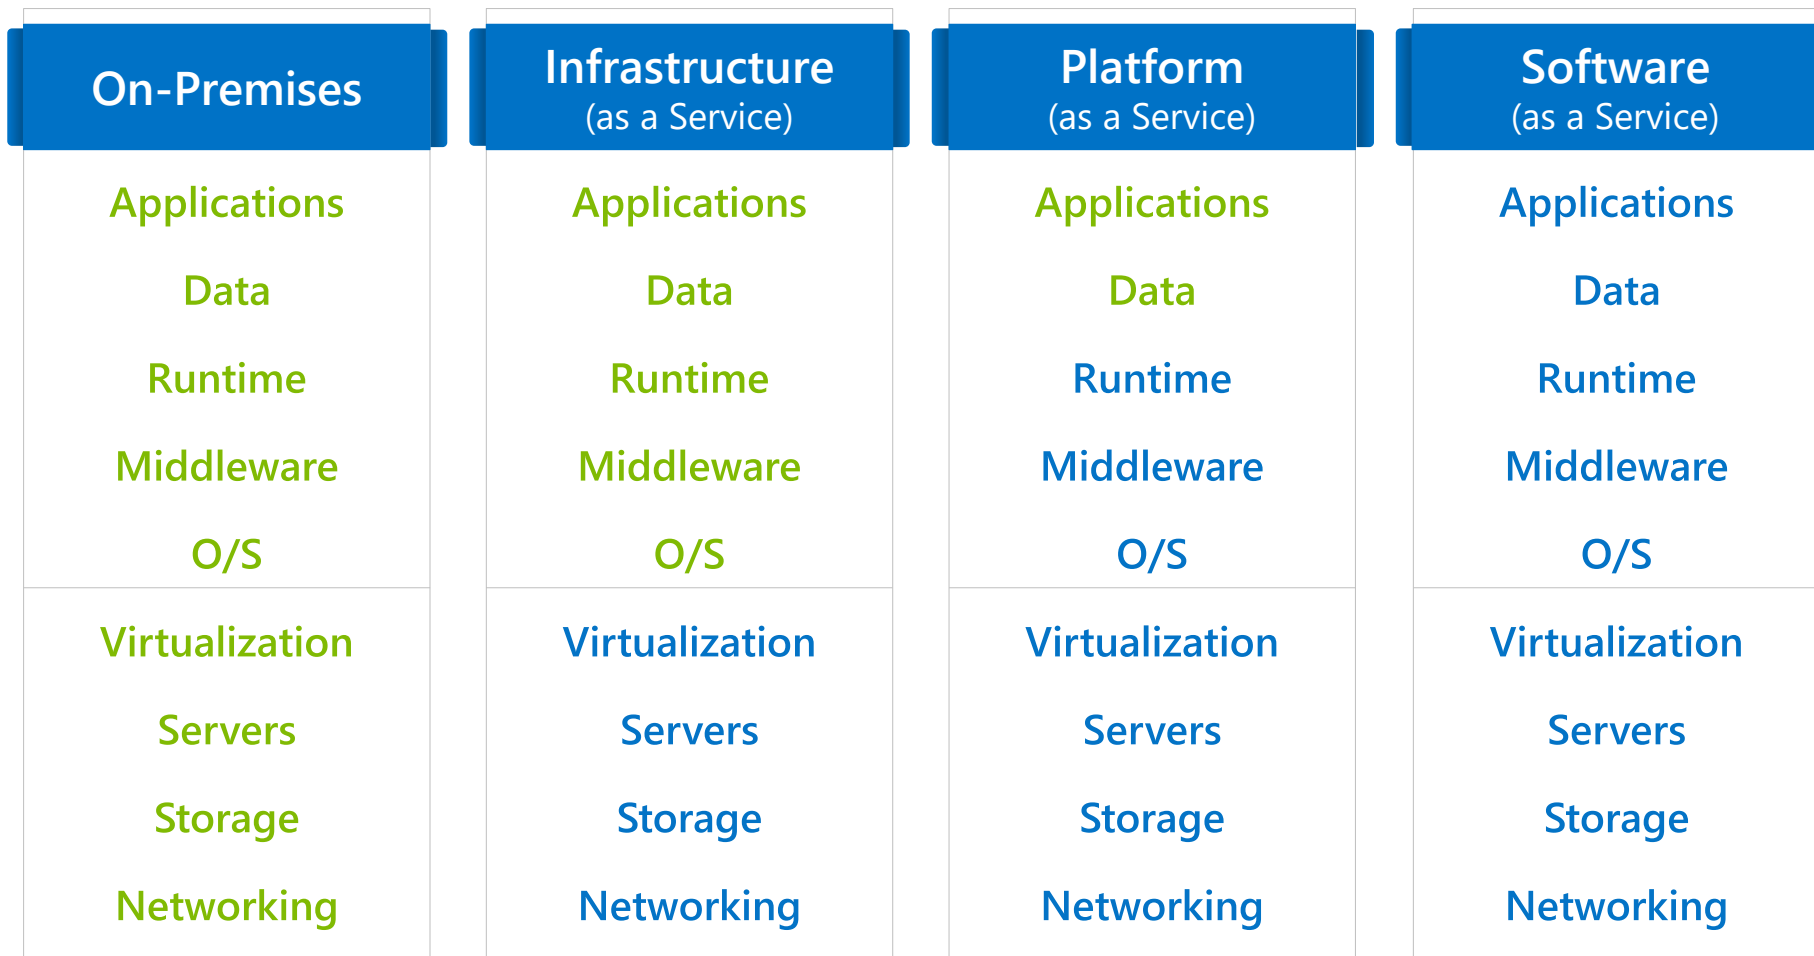 On-Premises
Applications
Data
Runtime
Middleware
O/S
Virtualization
Servers
Storage
Networking
Infrastructure
(as a Service)
Applications
Data
Runtime
Middleware
O/S
Virtualization
Servers
Storage
Networking
Platform
(as a Service)
Applications
Data
Runtime
Middleware
O/S
Virtualization
Servers
Storage
Networking
Software
(as a Service)
Applications
Data
Runtime
Middleware
O/S
Virtualization
Servers
Storage
Networking